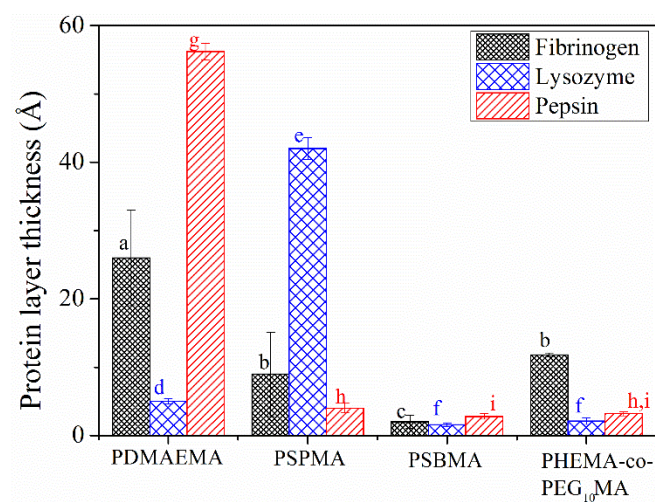 60
40
20
0
Protein layer thickness (Å)
Fibrinogen
Lysozyme
Pepsin
a
d
g
b
e
h
c
f
i
b
f
h,i
PDMAEMA
PSPMA
PSBMA
PHEMA-co-
PEG₁₀MA